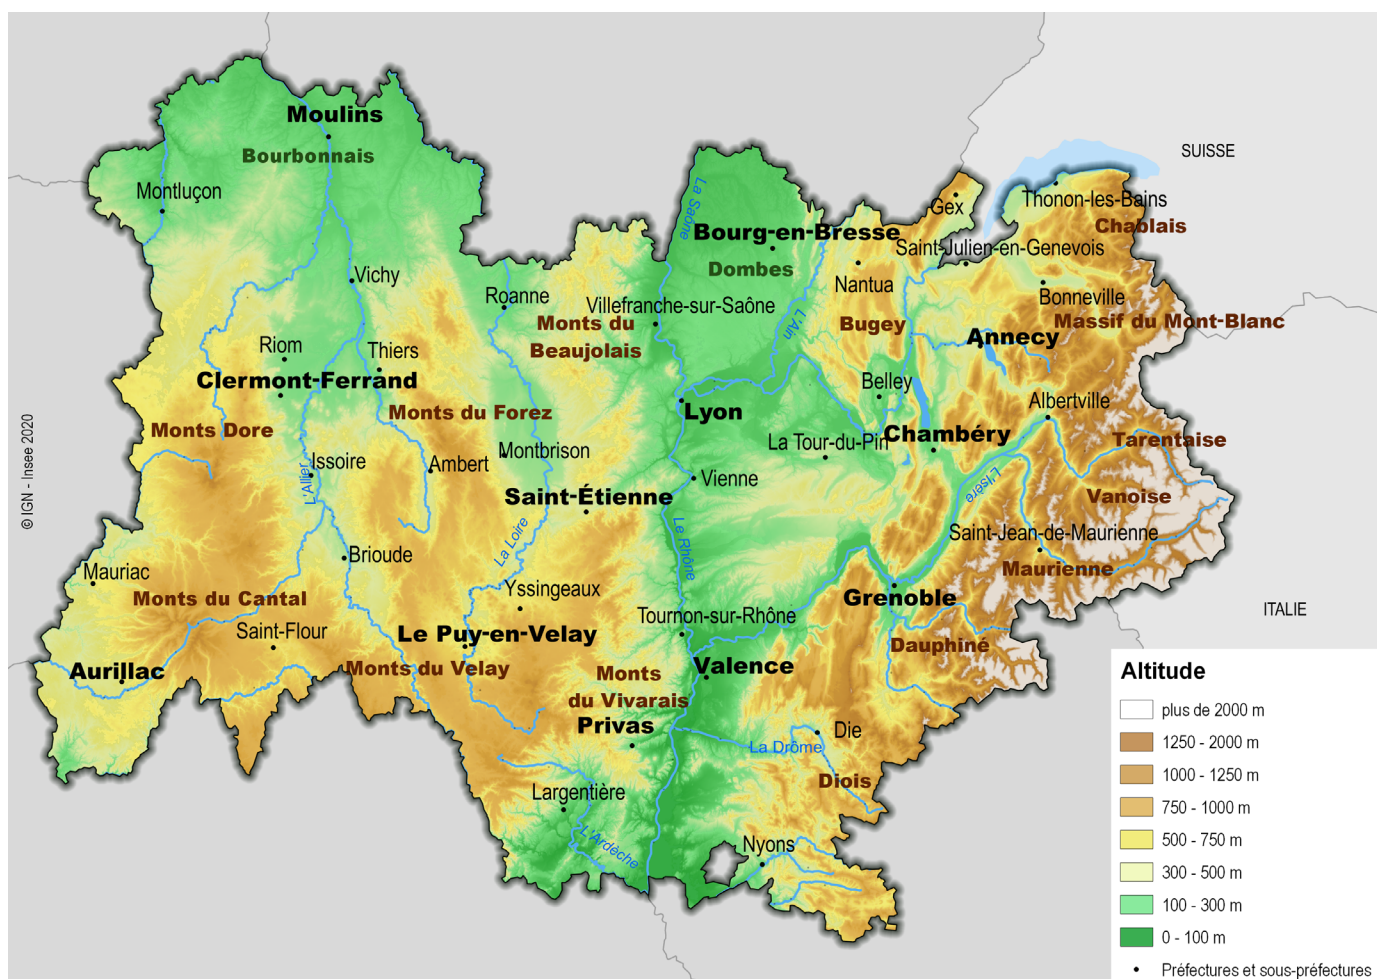 Moulins
Bourbonnais
SUISSE
Montluçon
La Saône
Thonon-les-Bains
Gex
Chablais
Bourg-en-Bresse
Saint-Julien-en-Genevois
Dombes
Vichy
Nantua
Roanne
Bonneville
Villefranche-sur-Saône
Monts du
Beaujolais
L'Ain
Bugey
Massif du Mont-Blanc
Annecy
Riom
Thiers
Clermont-Ferrand
Belley
Albertville
Monts du Forez
Lyon
Monts Dore
Chambéry
Tarentaise
La Tour-du-Pin
Montbrison
Issoire
Ambert
L'Allier
Vienne
L'Isère
Saint-Étienne
Vanoise
© IGN - Insee 2020
La Loire
Le Rhône
Saint-Jean-de-Maurienne
Brioude
Mauriac
Maurienne
Yssingeaux
Monts du Cantal
Grenoble
ITALIE
Tournon-sur-Rhône
Saint-Flour
Le Puy-en-Velay
Dauphiné
Aurillac
Monts du Velay
Valence
Monts
du Vivarais
Privas
Die
La Drôme
Diois
Largentière
L'Ardèche
Nyons
Altitude
plus de 2000 m
1250 - 2000 m
1000 - 1250 m
750 - 1000 m
500 - 750 m
300 - 500 m
100 - 300 m
0 - 100 m
Préfectures et sous-préfectures